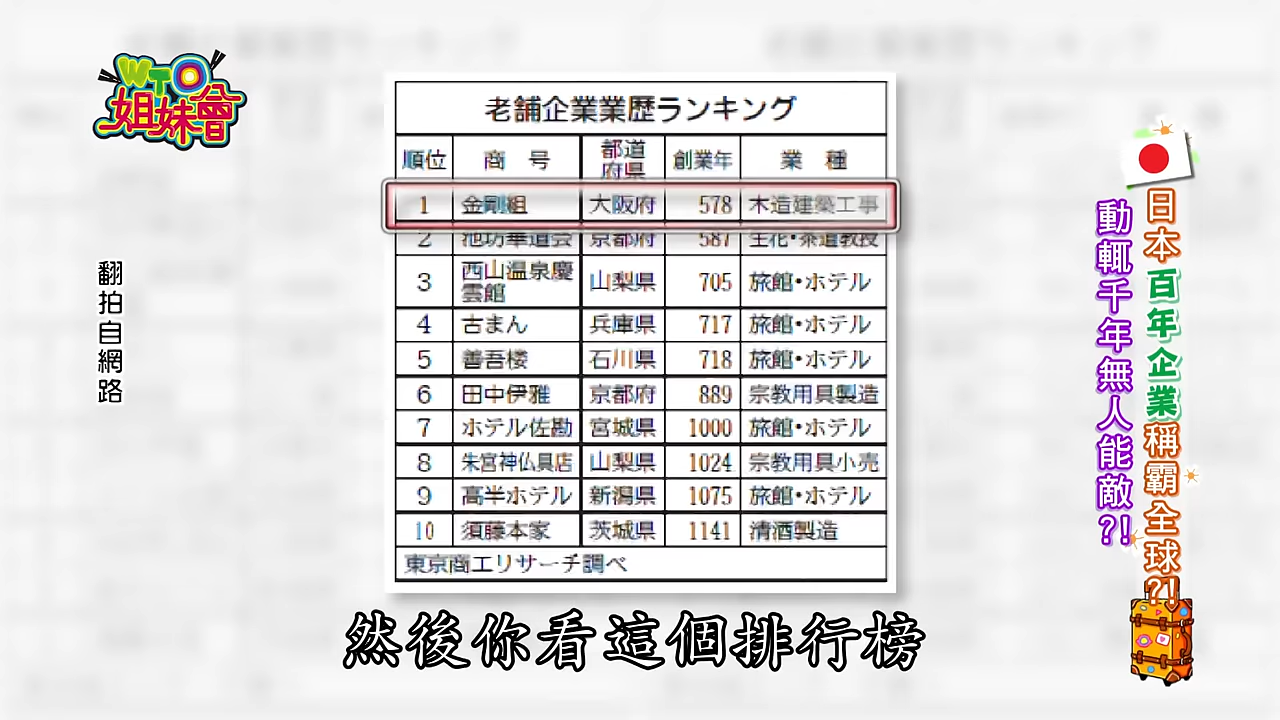 WTO
姐妹會
老舗企業業歴ランキング
順位 商号 都道府県 創業年 業種
1 金剛組 大阪府 578 木造建築工事
2 池坊華道会 京都府 587 生花・茶道教授
3 西山温泉慶雲館 山梨県 705 旅館・ホテル
4 古まん 兵庫県 717 旅館・ホテル
5 善吾楼 石川県 718 旅館・ホテル
6 田中伊雅 京都府 889 宗教用具製造
7 ホテル佐勘 宮城県 1000 旅館・ホテル
8 朱宮神仏具店 山梨県 1024 宗教用具小売
9 高半ホテル 新潟県 1075 旅館・ホテル
10 須藤本家 茨城県 1141 清酒製造
東京商工リサーチ調べ
翻拍自網路
日本百年企業稱霸全球?!
動輒千年無人能敵?!
然後你看這個排行榜